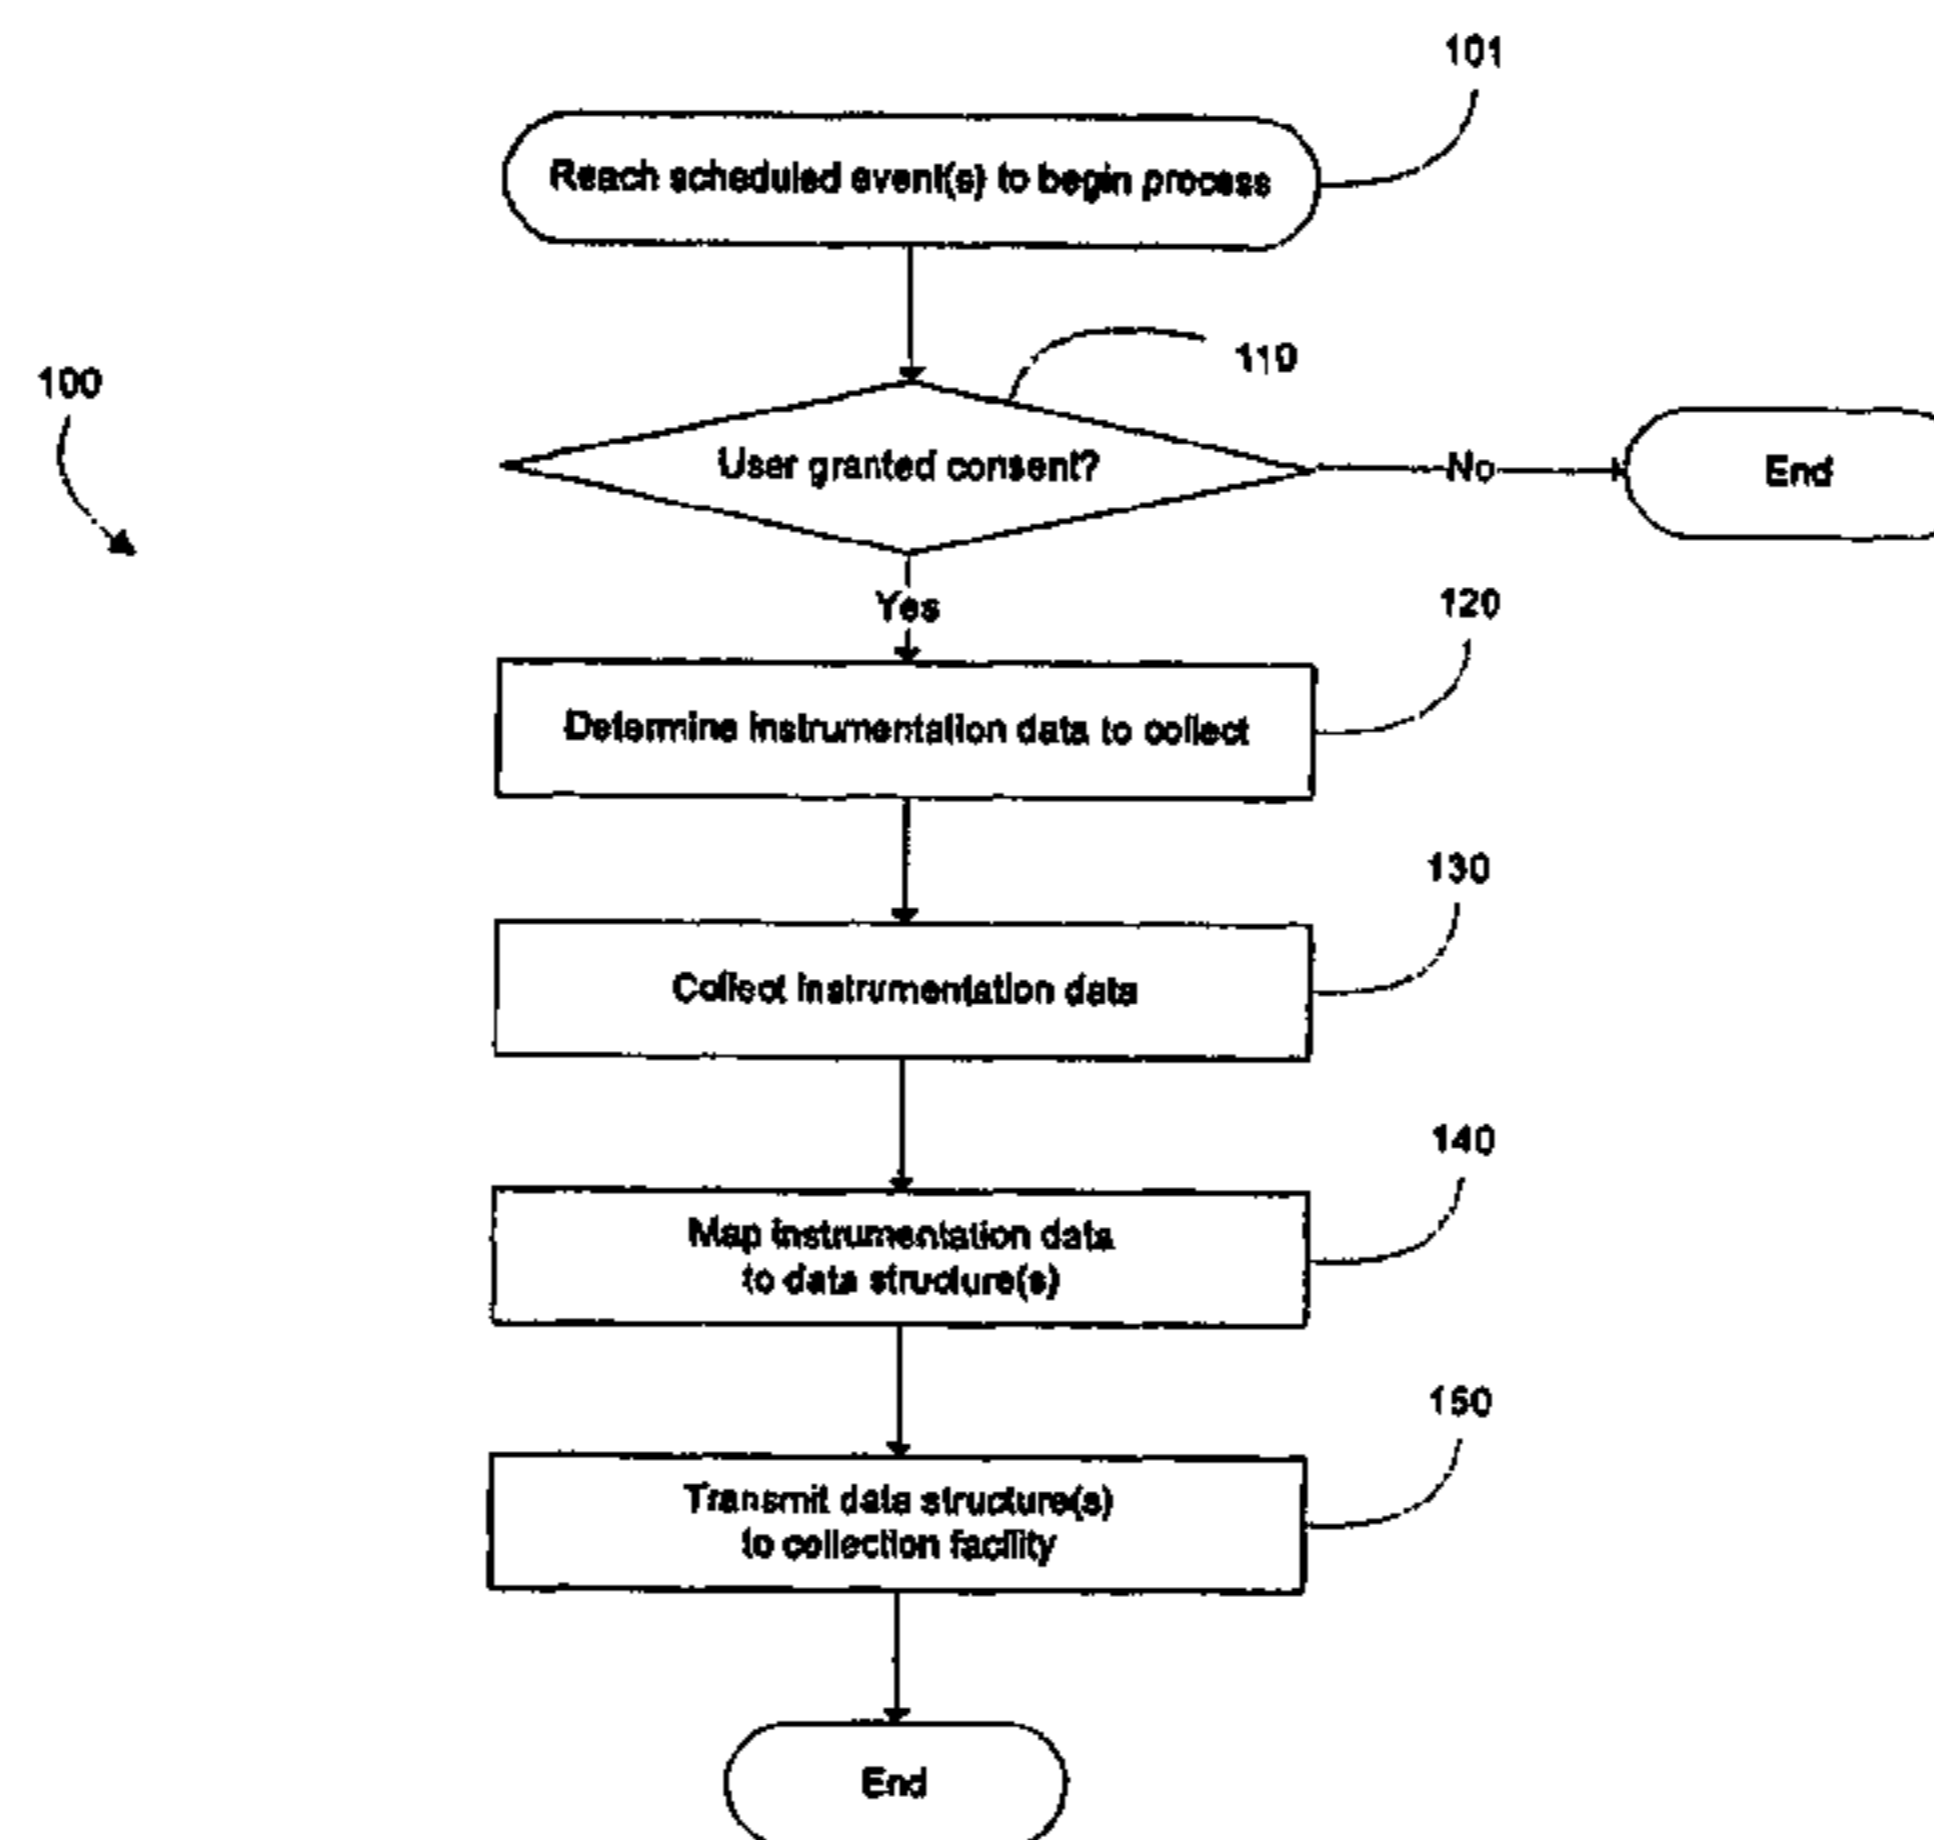 101
Reach scheduled event(s) to begin process
110
100
User granted consent?
No
End
Yes
120
Determine instrumentation data to collect
130
Collect instrumentation data
140
Map instrumentation data
to data structure(s)
150
Transmit data structure(s)
to collection facility
End